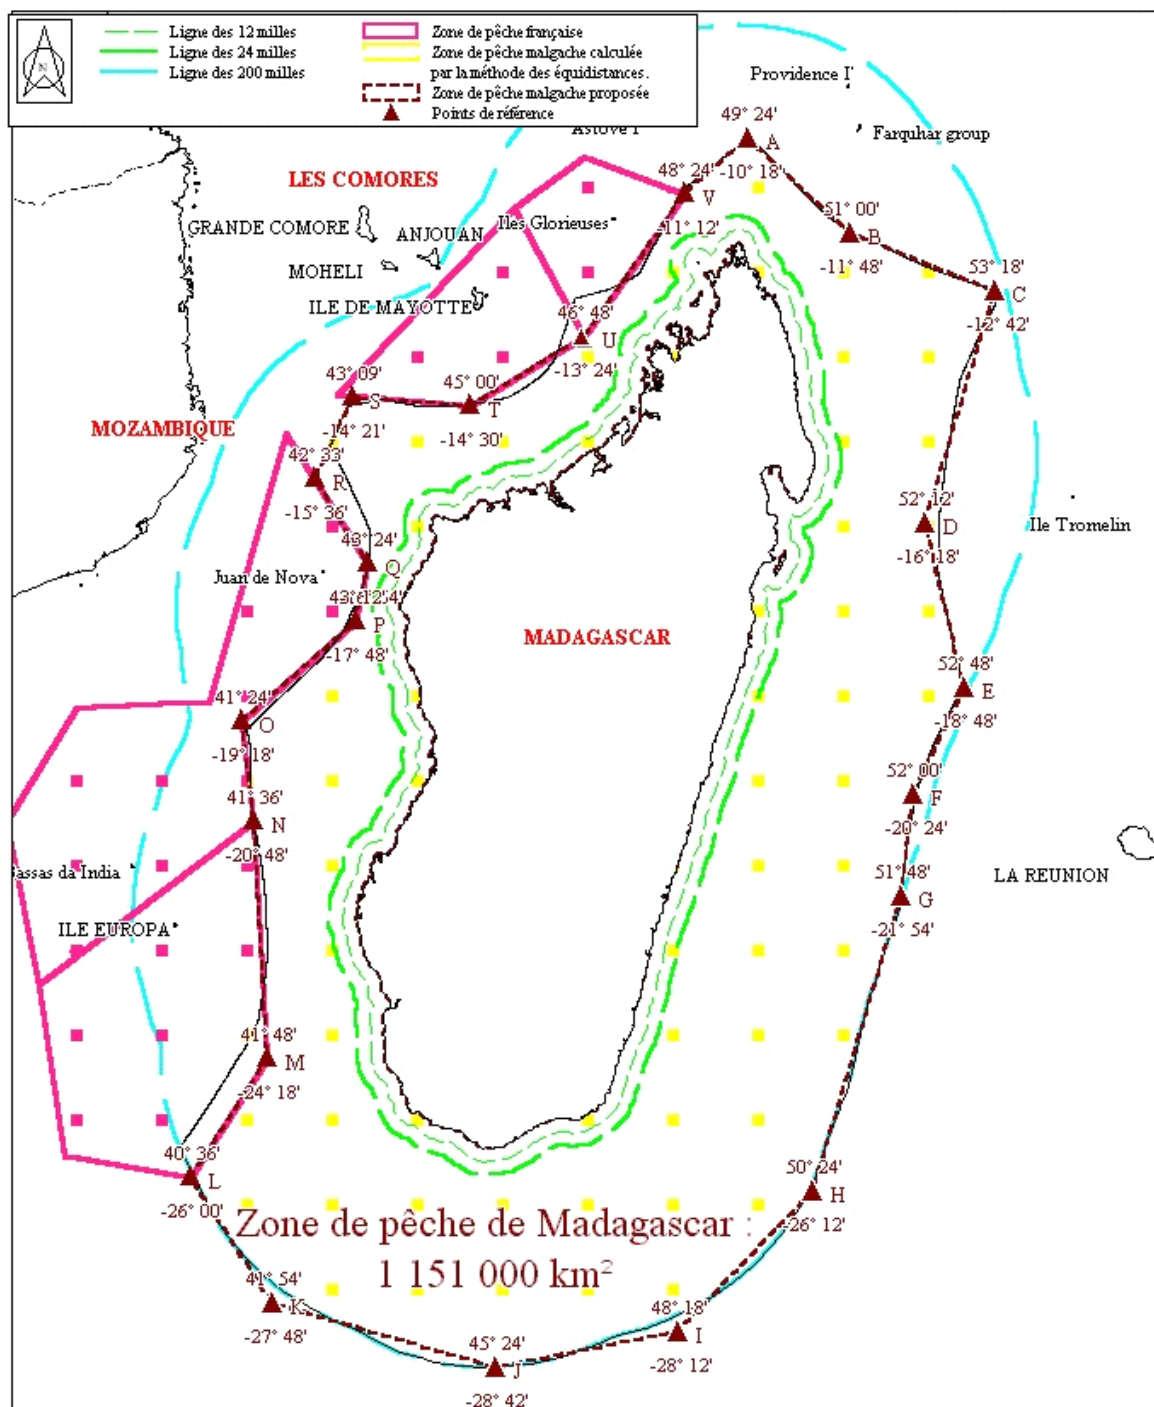 N
Ligne des 12 milles
Ligne des 24 milles
Ligne des 200 milles
Zone de pêche française
Zone de pêche malgache calculée
par la méthode des équidistances.
Zone de pêche malgache proposée
Points de référence
Providence I
Astove I
Farquhar group
49° 24'
A
-10° 18'
LES COMORES
48° 24'
V
-11° 12'
GRANDE COMORE
ANJOUAN
Iles Glorieuses
51° 00'
B
-11° 48'
MOHELI
53° 18'
C
-12° 42'
ILE DE MAYOTTE
46° 48'
U
-13° 24'
43° 09'
S
-14° 21'
45° 00'
T
-14° 30'
MOZAMBIQUE
42° 33'
R
-15° 36'
52° 12'
D
-16° 18'
Ile Tromelin
43° 24'
Q
Juan de Nova
P
-17° 48'
MADAGASCAR
52° 48'
E
-18° 48'
41° 24'
O
-19° 18'
52° 00'
F
-20° 24'
41° 36'
N
-20° 48'
Bassas da India
51° 48'
G
-21° 54'
LA REUNION
ILE EUROPA
41° 48'
M
-24° 18'
40° 36'
L
-26° 00'
50° 24'
H
-26° 12'
Zone de pêche de Madagascar :
1 151 000 km²
41° 54'
K
-27° 48'
48° 18'
I
-28° 12'
45° 24'
J
-28° 42'